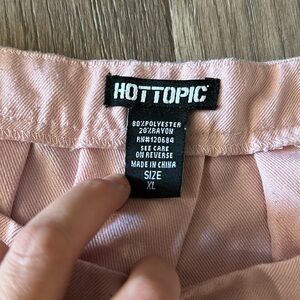 HOTTOPIC
80%POLYESTER
20%RAYON
RN#120684
SEE CARE
ON REVERSE
MADE IN CHINA
SIZE
XL